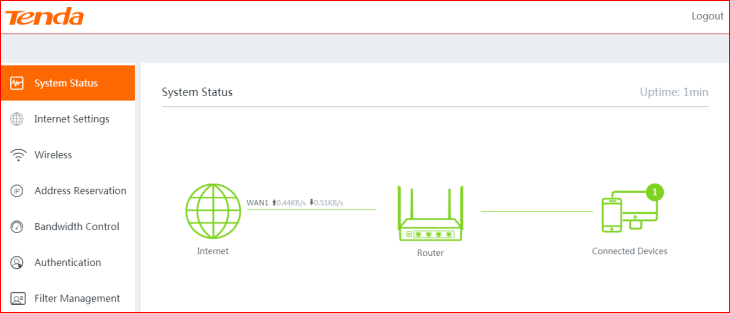 Tenda
Logout
System Status
System Status
Uptime: 1min
Internet Settings
Wireless
IP
Address Reservation
Bandwidth Control
Authentication
Filter Management
WAN1 0.44KB/s 0.51KB/s
1
Internet
Router
Connected Devices